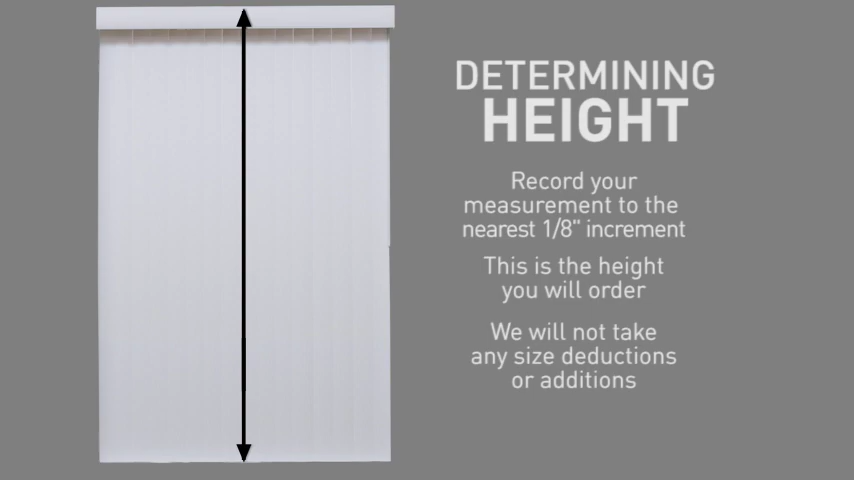 DETERMINING
HEIGHT
Record your
measurement to the
nearest 1/8" increment
This is the height
you will order
We will not take
any size deductions
or additions